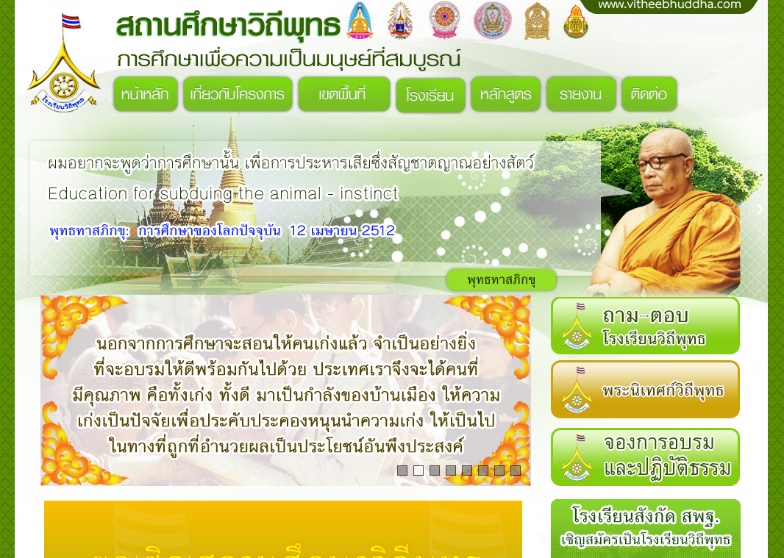 www.vitheebhuddha.com
สถานศึกษาวิถีพุทธ
การศึกษาเพื่อความเป็นมนุษย์ที่สมบูรณ์
โรงเรียนวิถีพุทธ
หน้าหลัก เกี่ยวกับโครงการ เขตพื้นที่ โรงเรียน หลักสูตร รายงาน ติดต่อ
ผมอยากจะพูดว่าการศึกษานั้น เพื่อการประหารเสียซึ่งสัญชาตญาณอย่างสัตว์
Education for subduing the animal - instinct
พุทธทาสภิกขุ: การศึกษาของโลกปัจจุบัน 12 เมษายน 2512
พุทธทาสภิกขุ
นอกจากการศึกษาจะสอนให้คนเก่งแล้ว จำเป็นอย่างยิ่ง
ที่จะอบรมให้ดีพร้อมกันไปด้วย ประเทศเราจึงจะได้คนที่
มีคุณภาพ คือทั้งเก่ง ทั้งดี มาเป็นกำลังของบ้านเมือง ให้ความ
เก่งเป็นปัจจัยเพื่อประคับประคองหนุนนำความเก่ง ให้เป็นไป
ในทางที่ถูกที่อำนวยผลเป็นประโยชน์อันพึงประสงค์
ถาม-ตอบ
โรงเรียนวิถีพุทธ
พระนิเทศก์วิถีพุทธ
จองการอบรม
และปฏิบัติธรรม
โรงเรียนสังกัด สพฐ.
เชิญสมัครเป็นโรงเรียนวิถีพุทธ